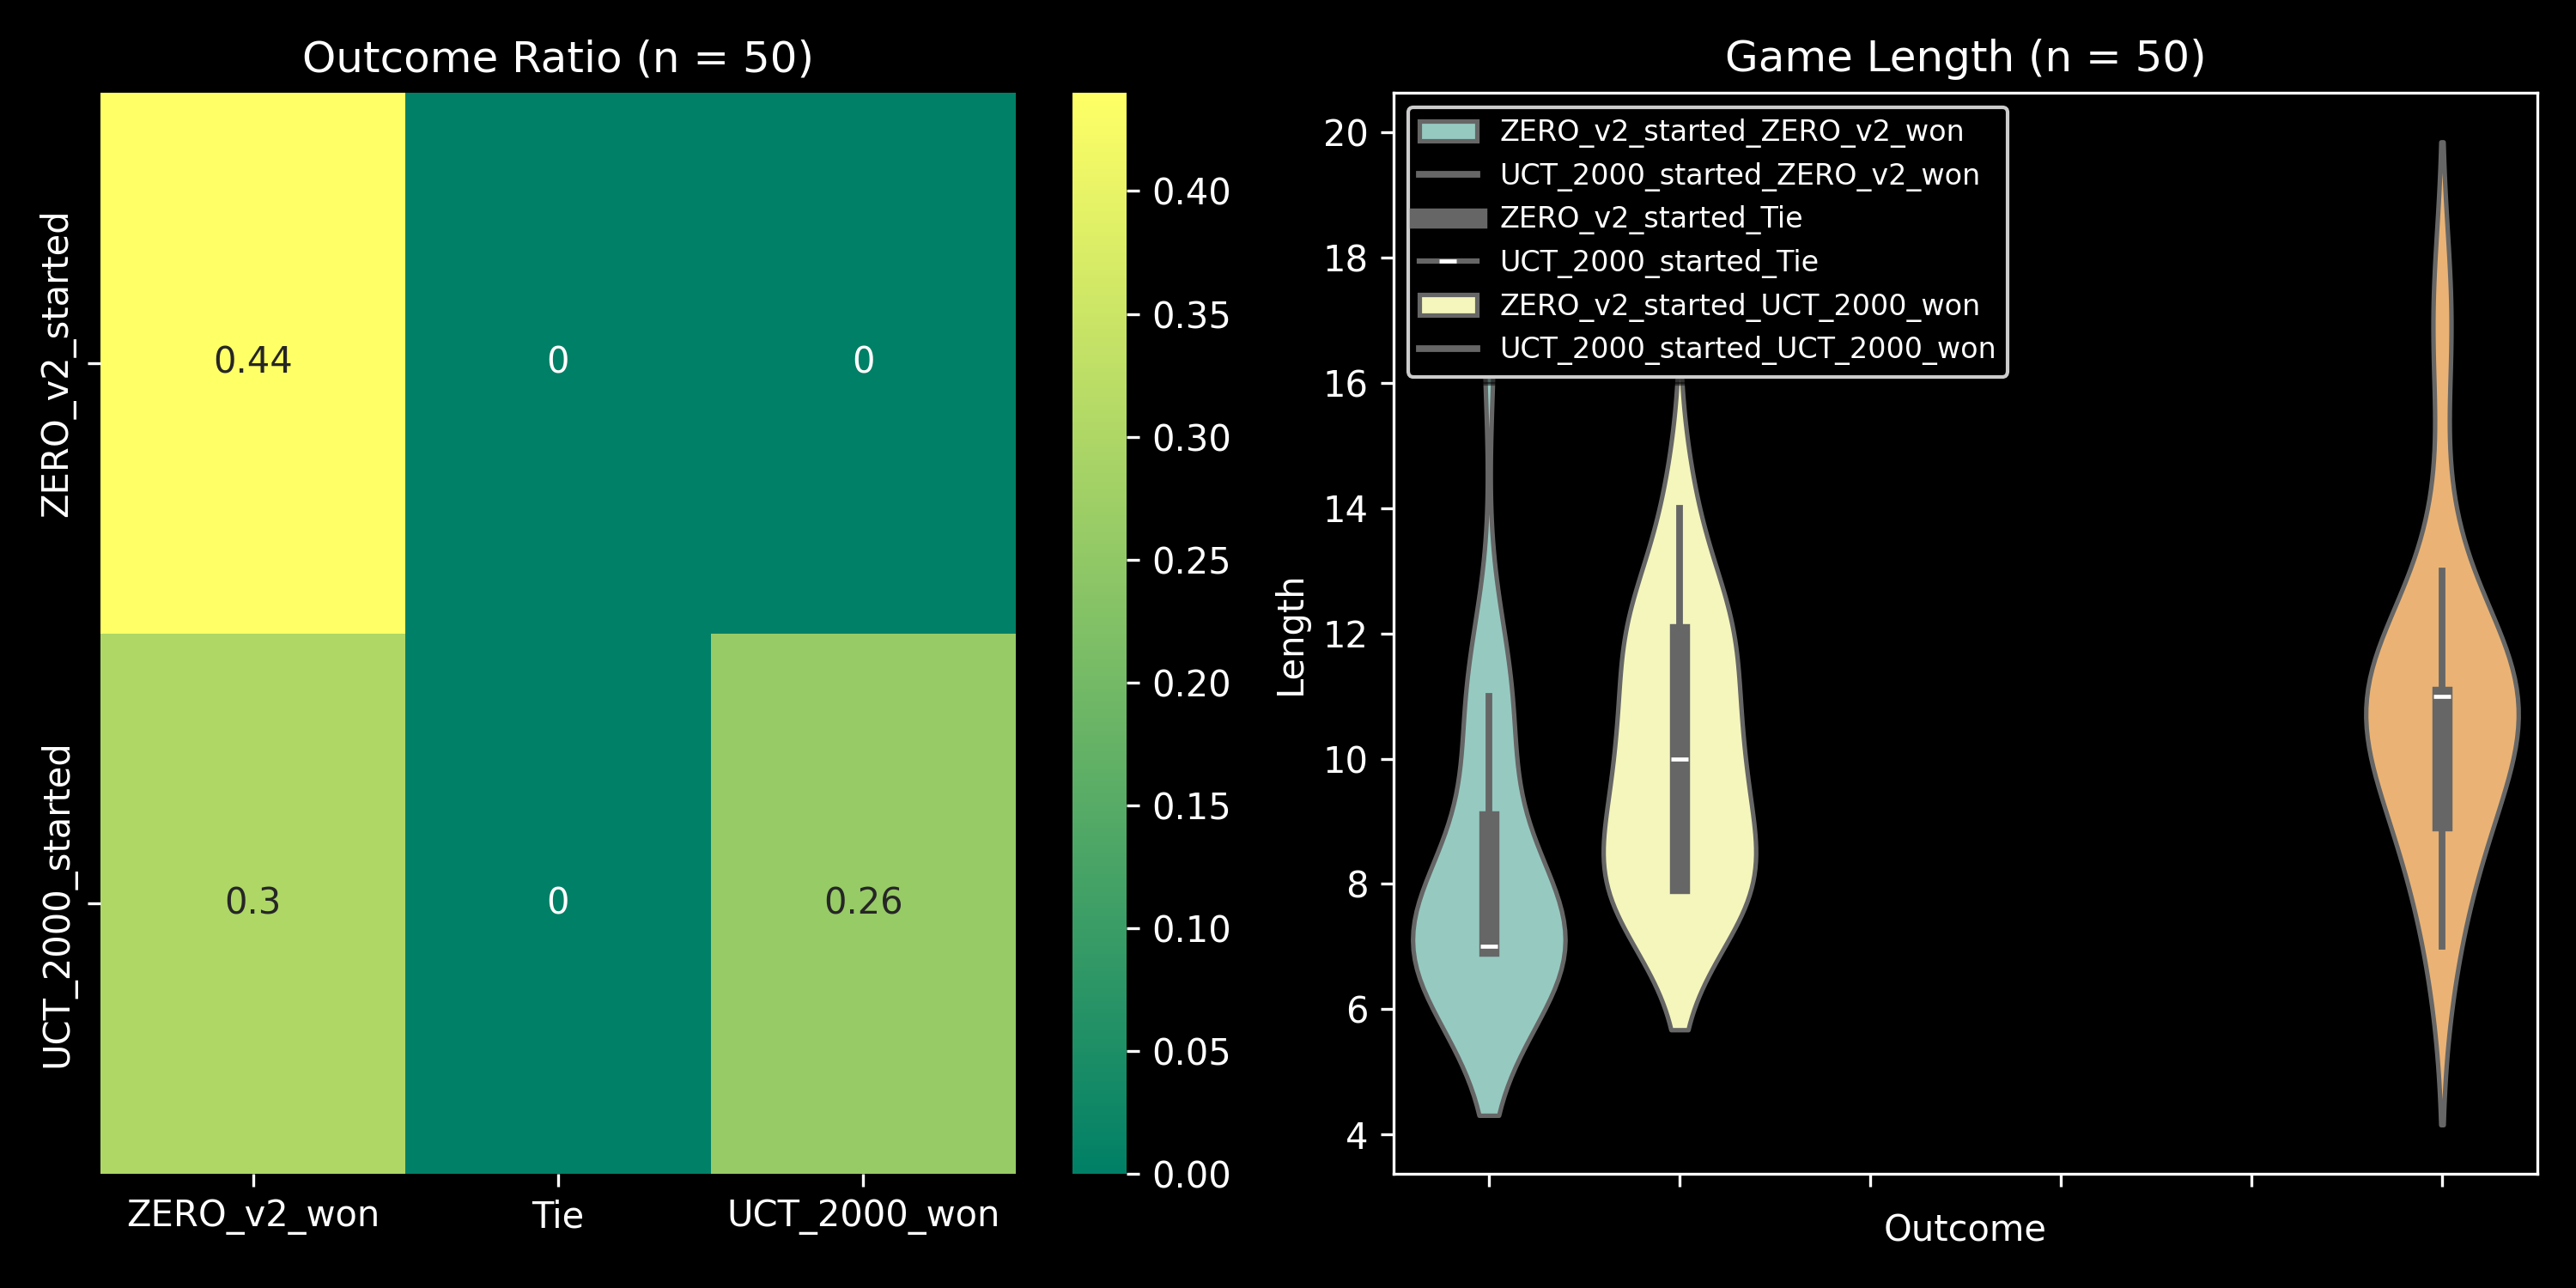 Outcome Ratio (n = 50)
ZERO_v2_started
UCT_2000_started
0.44
0
0
0.3
0
0.26
ZERO_v2_won
Tie
UCT_2000_won
0.40
0.35
0.30
0.25
0.20
0.15
0.10
0.05
0.00
Game Length (n = 50)
Length
20
18
16
14
12
10
8
6
4
ZERO_v2_started_ZERO_v2_won
UCT_2000_started_ZERO_v2_won
ZERO_v2_started_Tie
UCT_2000_started_Tie
ZERO_v2_started_UCT_2000_won
UCT_2000_started_UCT_2000_won
Outcome